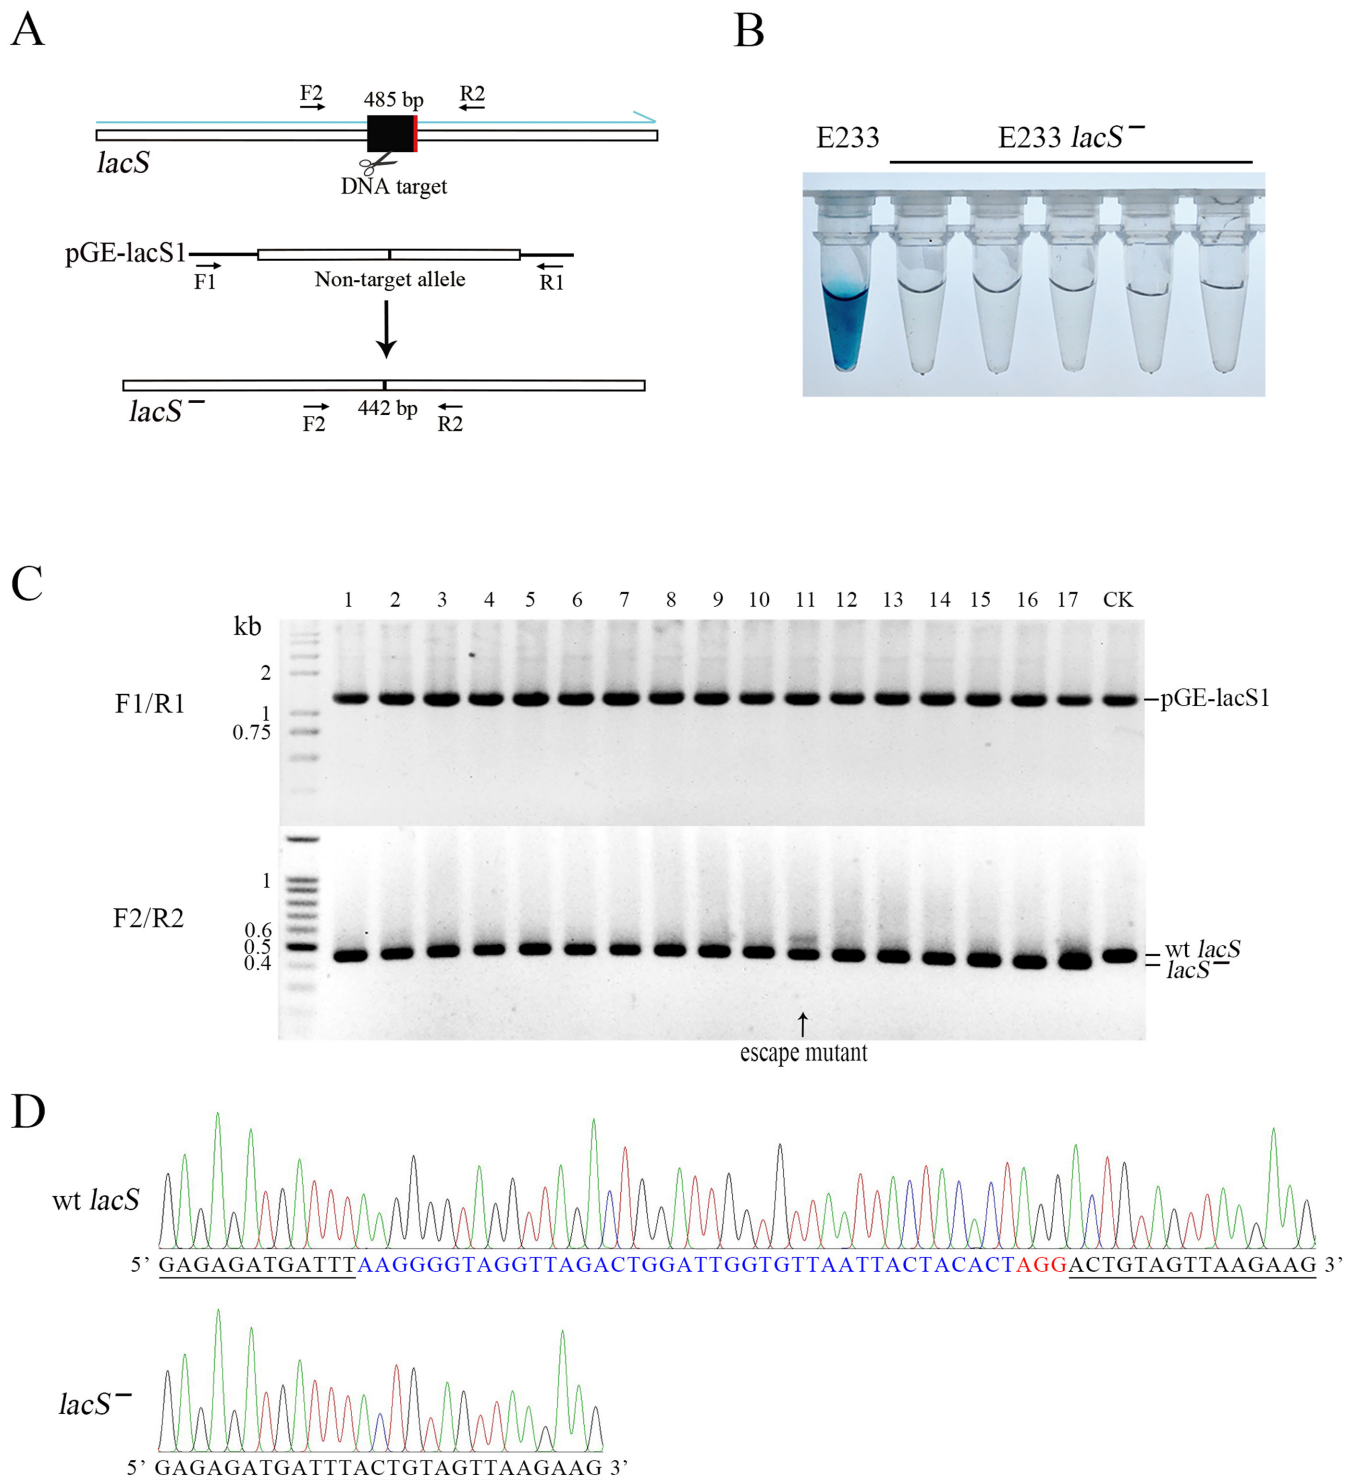 A
F2
485 bp
R2
lacS
DNA target
pGE-lacS1
F1
Non-target allele
R1
lacS⁻
F2
442 bp
R2
B
E233
E233 lacS⁻
C
kb
1 2 3 4 5 6 7 8 9 10 11 12 13 14 15 16 17 CK
2
F1/R1
pGE-lacS1
1
0.75
1
F2/R2
0.6
0.5
0.4
wt lacS
lacS⁻
escape mutant
D
wt lacS
5’ GAGAGATGATTTAAGGGGTAGGTTAGACTGGATTGGTGTTAATTACTACACTAGGACTGTAGTTAAGAAG 3’
lacS⁻
5’ GAGAGATGATTTACTGTAGTTAAGAAG 3’